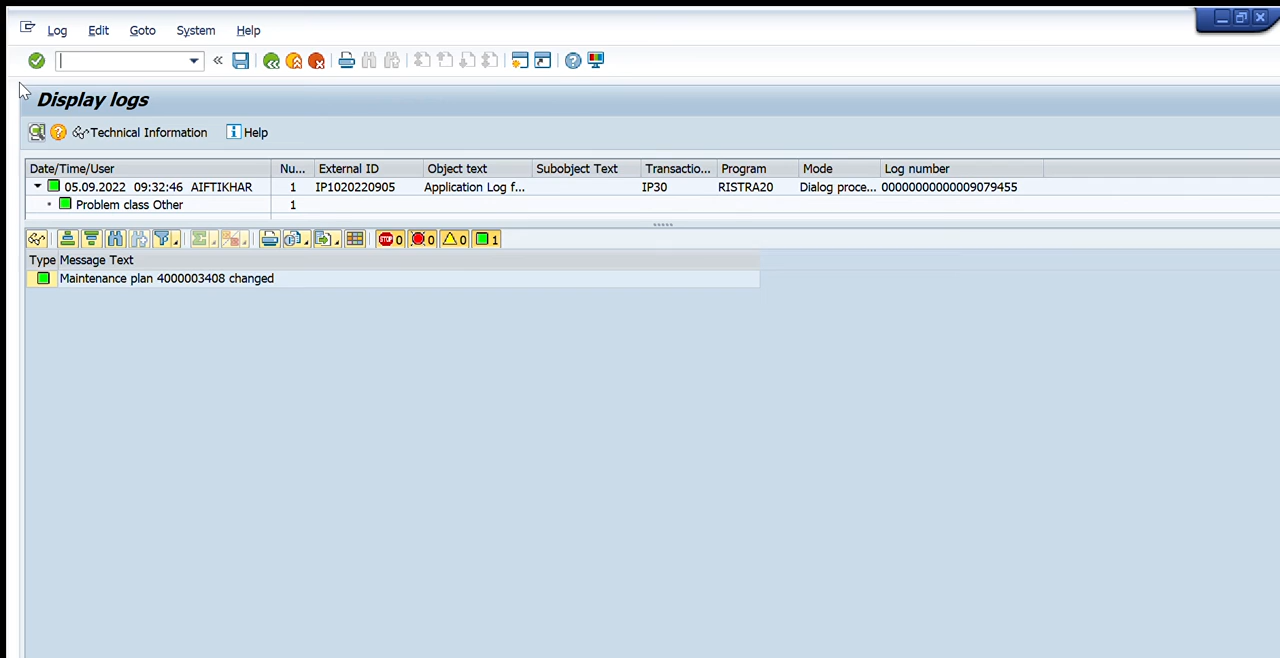 Log Edit Goto System Help
Display logs
Technical Information Help
Date/Time/User Nu... External ID Object text Subobject Text Transactio... Program Mode Log number
05.09.2022 09:32:46 AIFTIKHAR 1 IP1020220905 Application Log f... IP30 RISTRA20 Dialog proce... 00000000000009079455
Problem class Other 1
STOP 0 0 0 1
Type Message Text
Maintenance plan 4000003408 changed